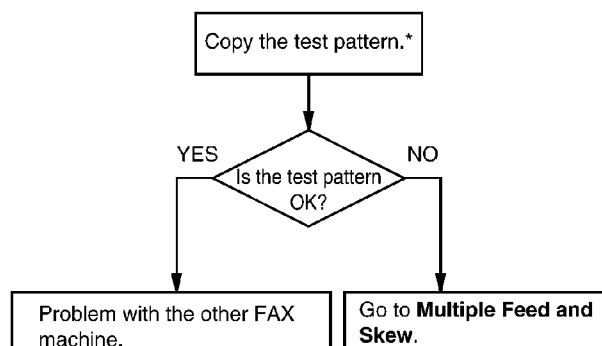 Copy the test pattern.*
YES
NO
Is the test pattern
OK?
Problem with the other FAX
machine.
Go to Multiple Feed and
Skew.